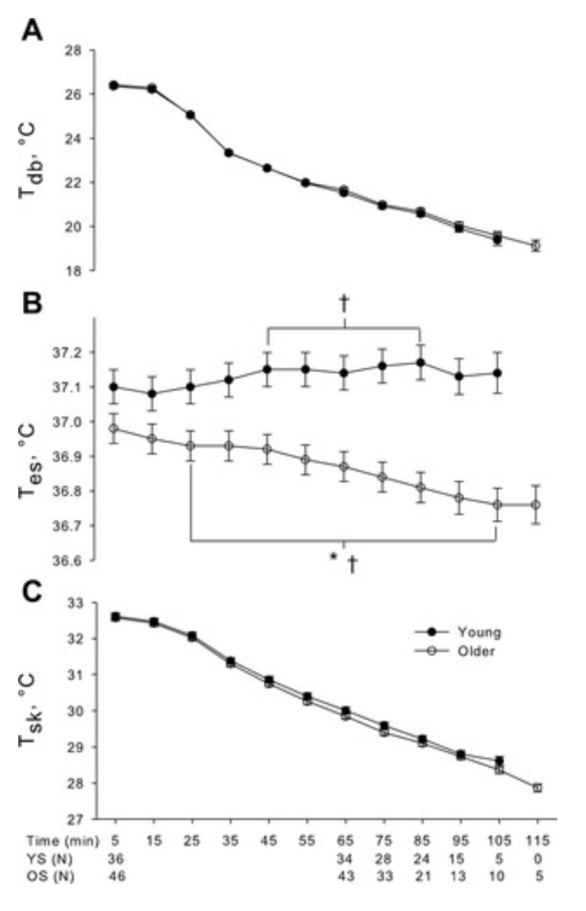 A
28
26
24
22
20
18
Tdb, °C
B
†
37.2
37.1
37.0
36.9
36.8
36.7
36.6
Tes, °C
* †
C
33
32
31
30
29
28
27
Tsk, °C
Young
Older
Time (min) 5 15 25 35 45 55 65 75 85 95 105 115
YS (N) 36 34 28 24 15 5 0
OS (N) 46 43 33 21 13 10 5